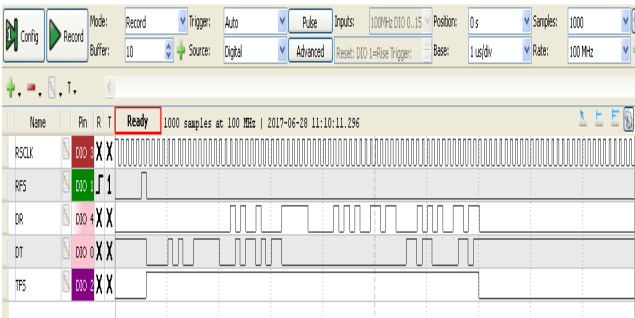 Config Record Mode: Record Trigger: Auto Pulse Inputs: 100MHz DIO 0..15 Position: 0 s Samples: 1000
Buffer: 10 Source: Digital Advanced Reset: DIO 1=Rise Trigger: Base: 1 us/div Rate: 100 MHz
T
Name Pin R T Ready 1000 samples at 100 MHz | 2017-06-28 11:10:11.296
RSCLK DIO 3 X X
RFS DIO 1 1
DR DIO 4 X X
DT DIO 0 X X
TFS DIO 2 X X